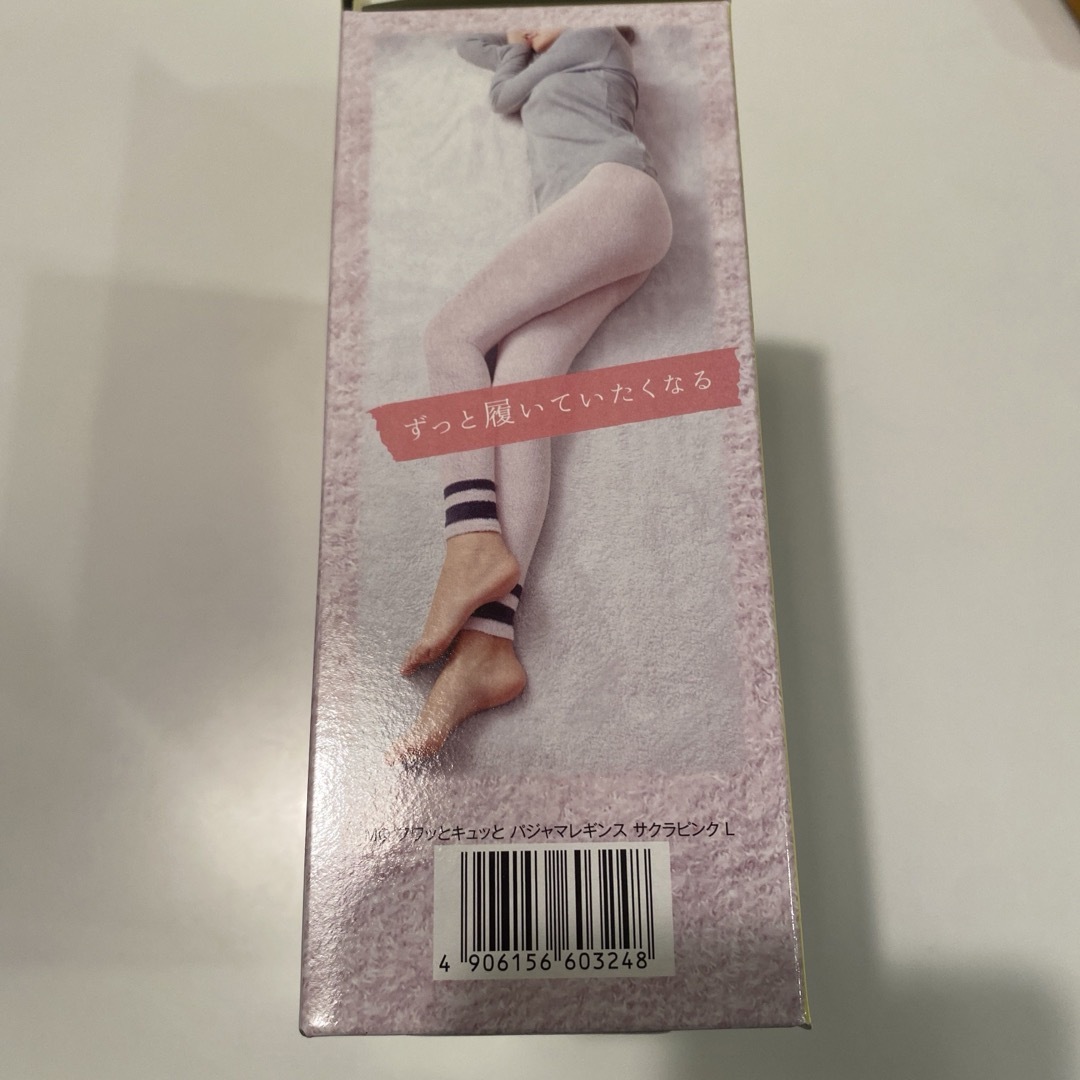 ずっと履いていたくなる
フワッとキュッと パジャマレギンス サクラピンク L
4 906156 603248